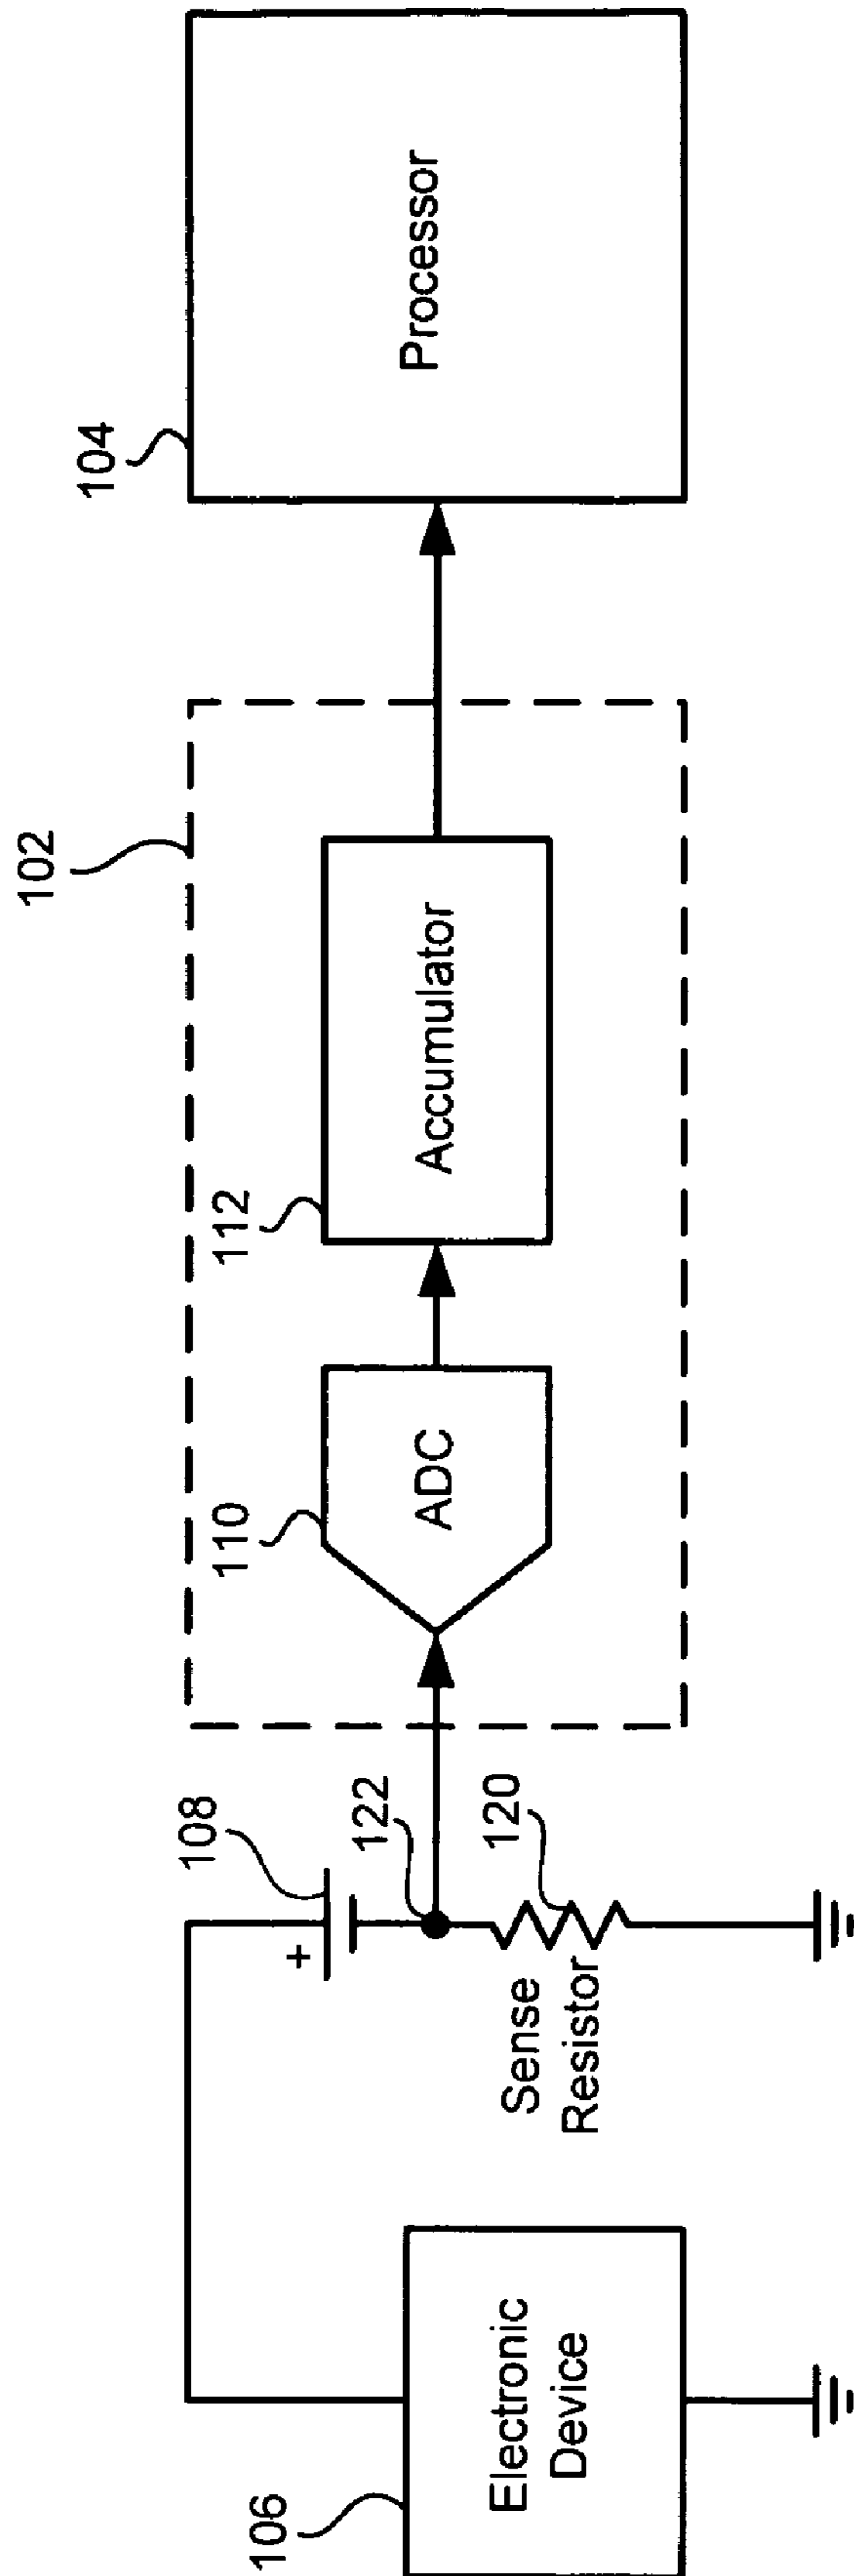 102
104
108
112
110
122
120
106
+
Processor
Accumulator
ADC
Sense
Resistor
Electronic
Device